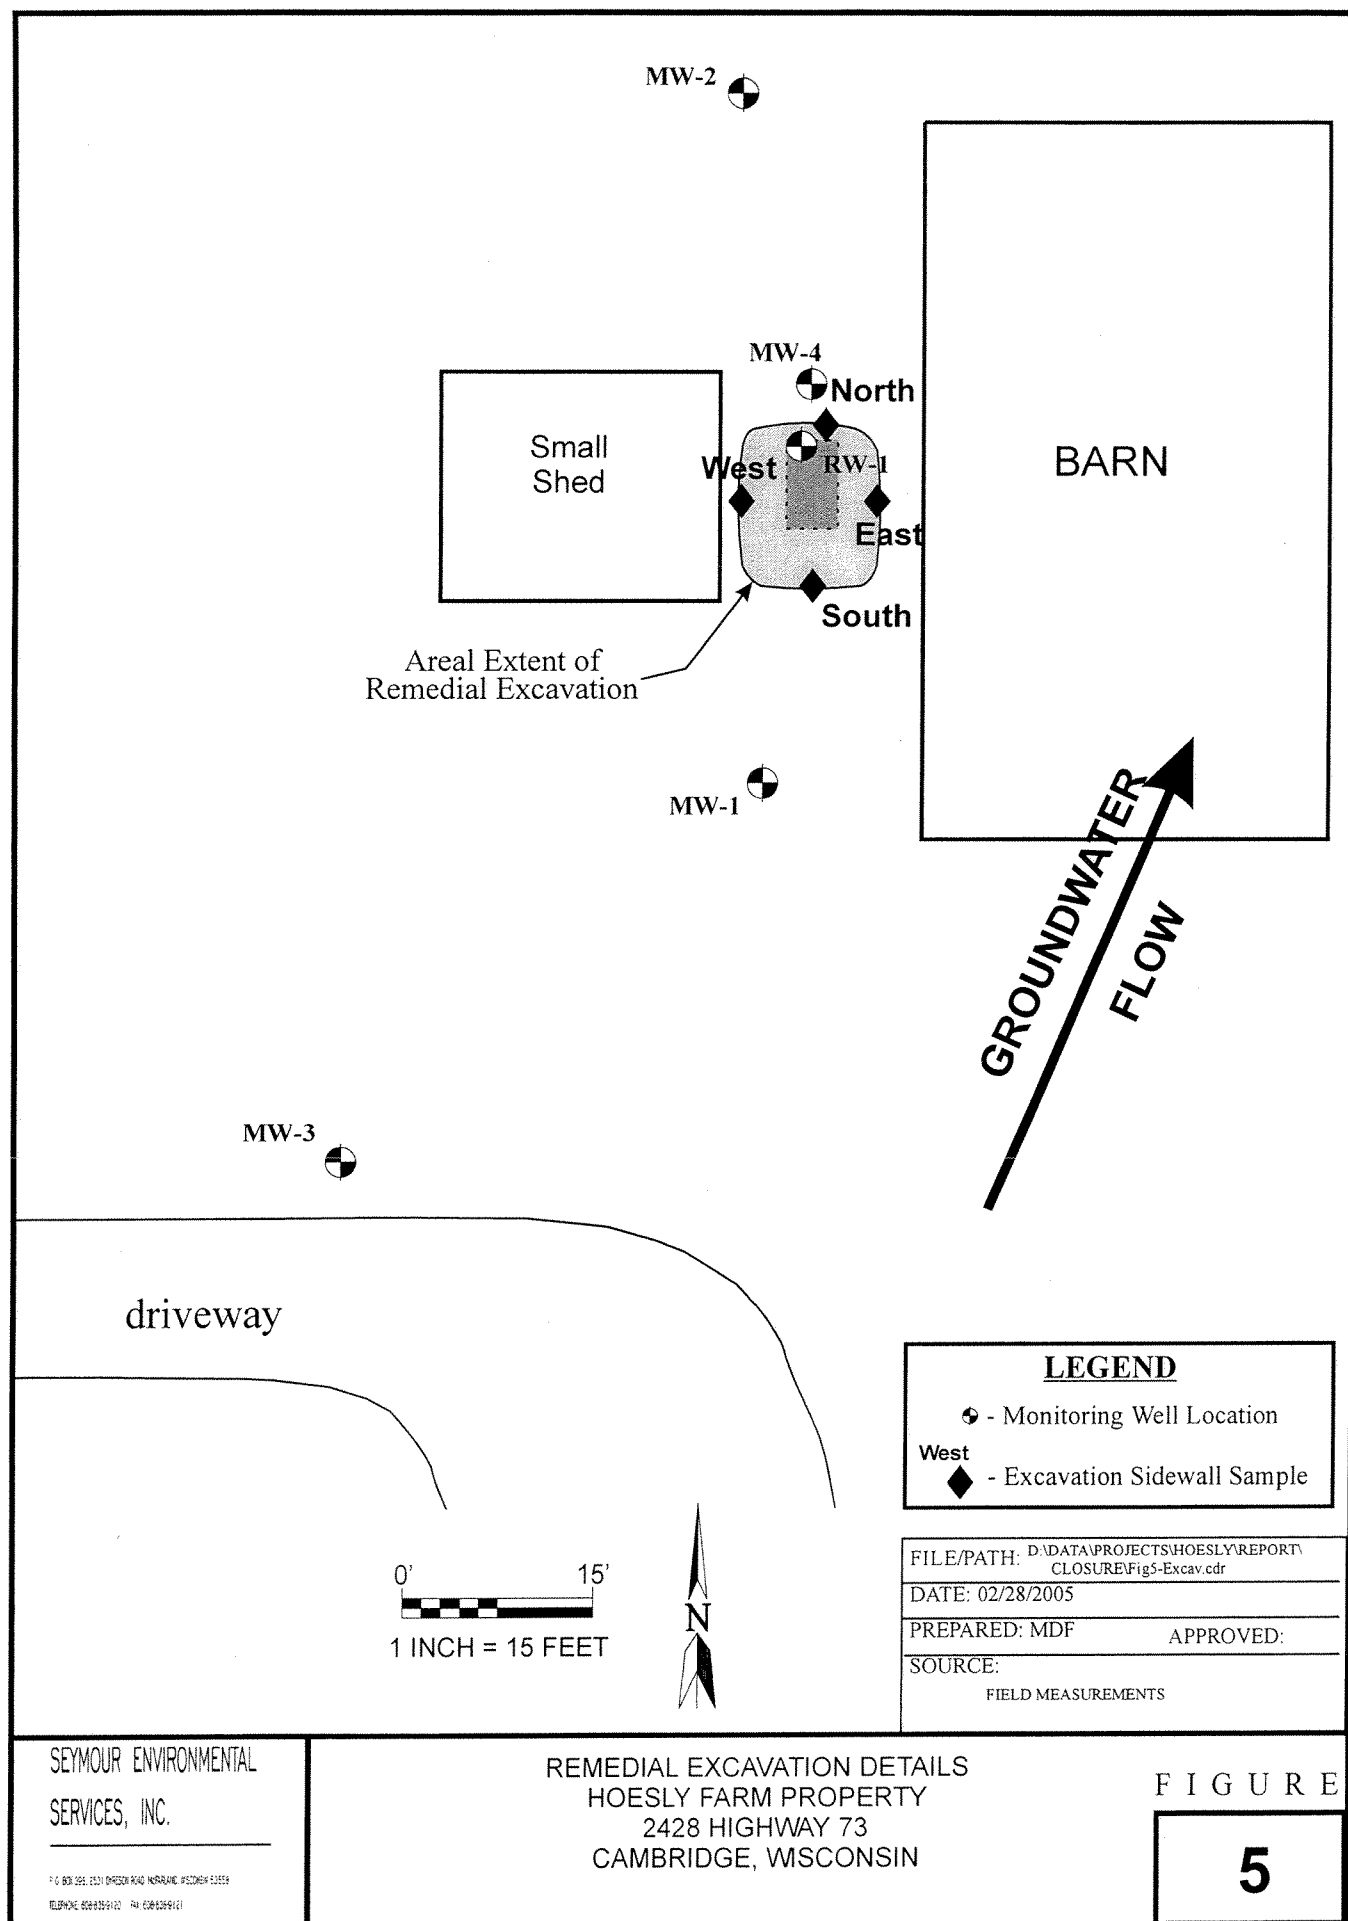 MW-2
MW-4
North
Small
Shed
West
RW-1
BARN
East
South
Areal Extent of
Remedial Excavation
MW-1
GROUNDWATER
FLOW
MW-3
driveway
LEGEND
- Monitoring Well Location
West
- Excavation Sidewall Sample
0' 15'
1 INCH = 15 FEET
N
FILE/PATH: D:\DATA\PROJECTS\HOESLY\REPORT\
CLOSURE\Fig5-Excav.cdr
DATE: 02/28/2005
PREPARED: MDF APPROVED:
SOURCE:
FIELD MEASUREMENTS
SEYMOUR ENVIRONMENTAL
SERVICES, INC.
REMEDIAL EXCAVATION DETAILS
HOESLY FARM PROPERTY
2428 HIGHWAY 73
CAMBRIDGE, WISCONSIN
FIGURE
5